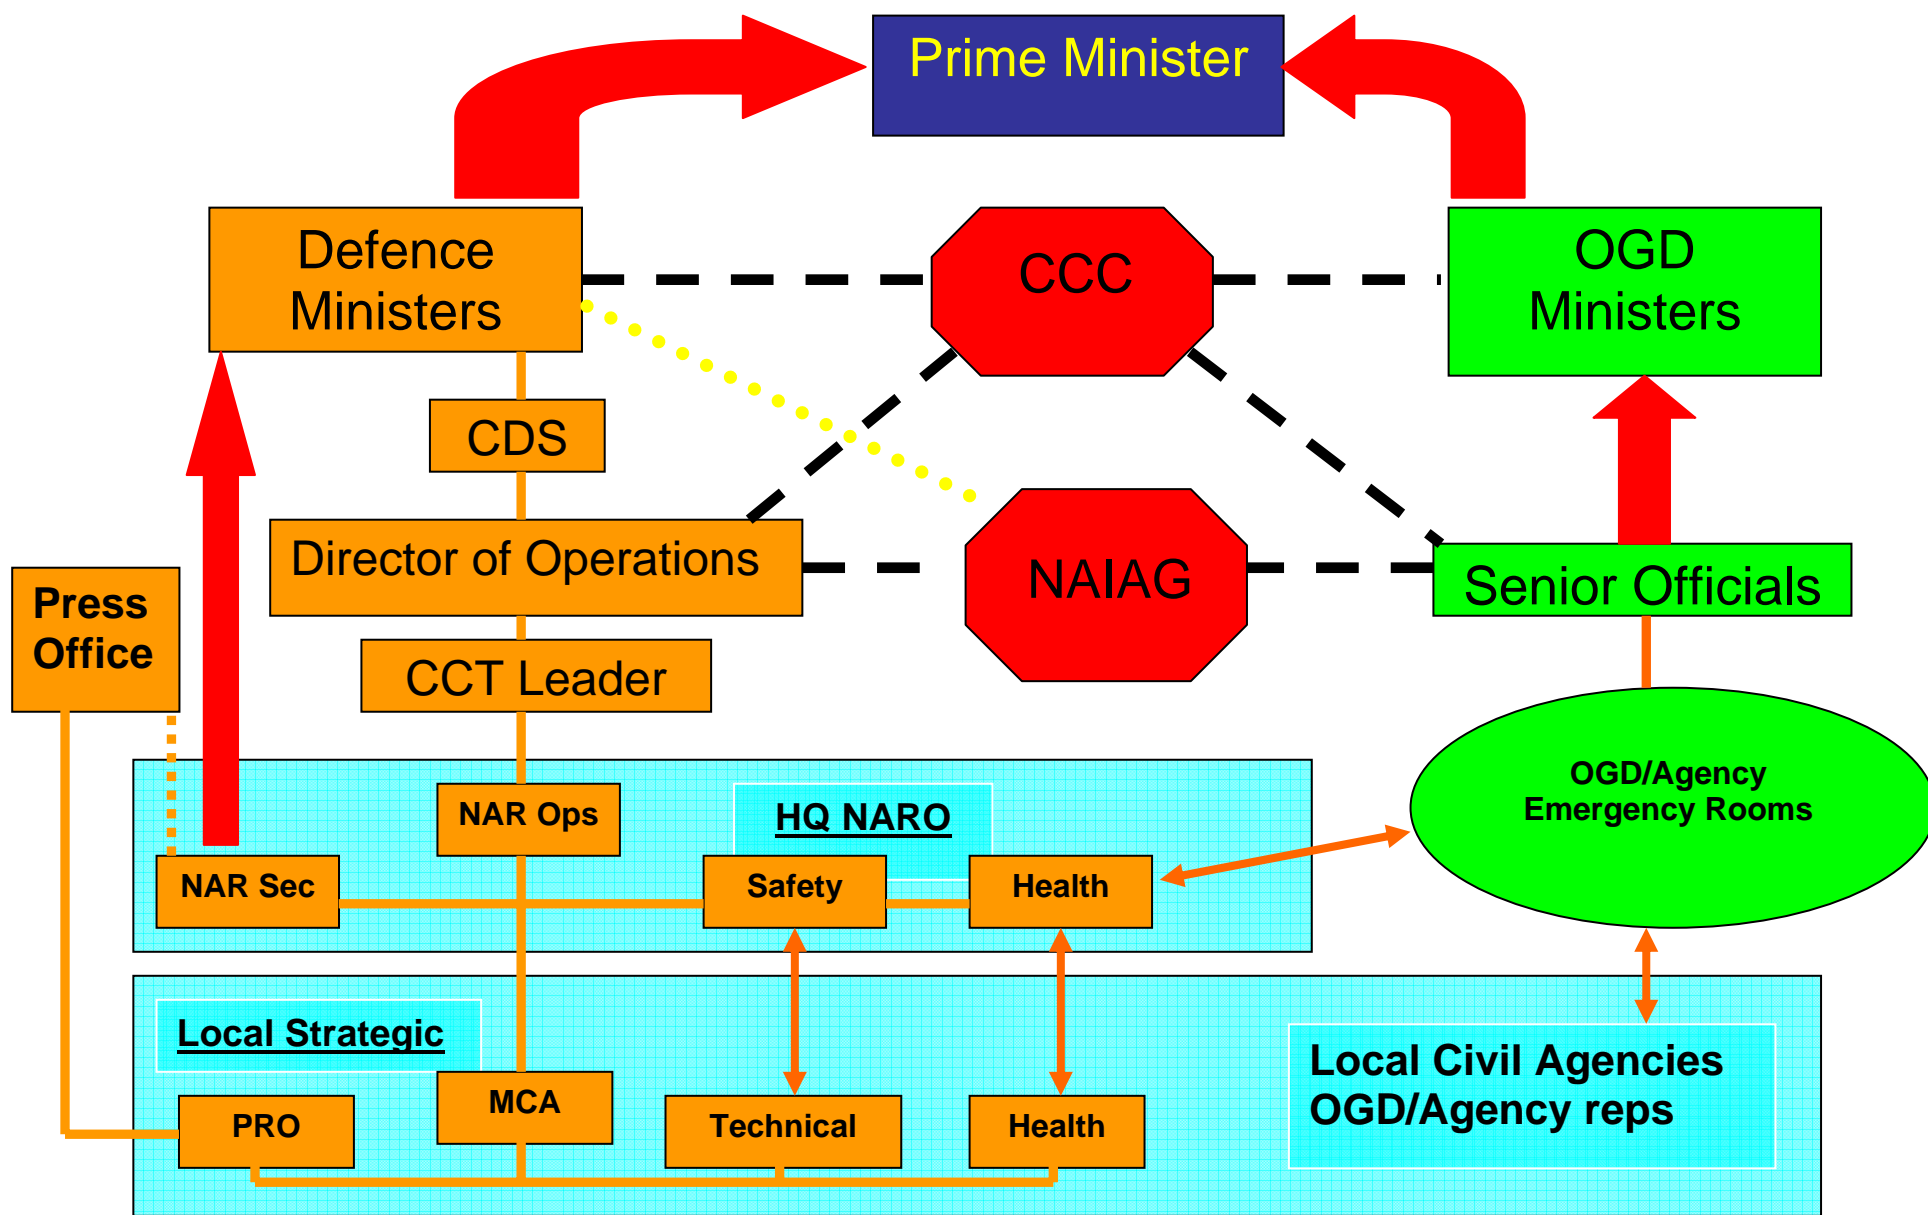 Prime Minister
Defence
Ministers
CCC
OGD
Ministers
CDS
Director of Operations
NAIAG
Senior Officials
Press
Office
CCT Leader
NAR Ops
HQ NARO
OGD/Agency
Emergency Rooms
NAR Sec
Safety
Health
Local Strategic
Local Civil Agencies
OGD/Agency reps
MCA
PRO
Technical
Health